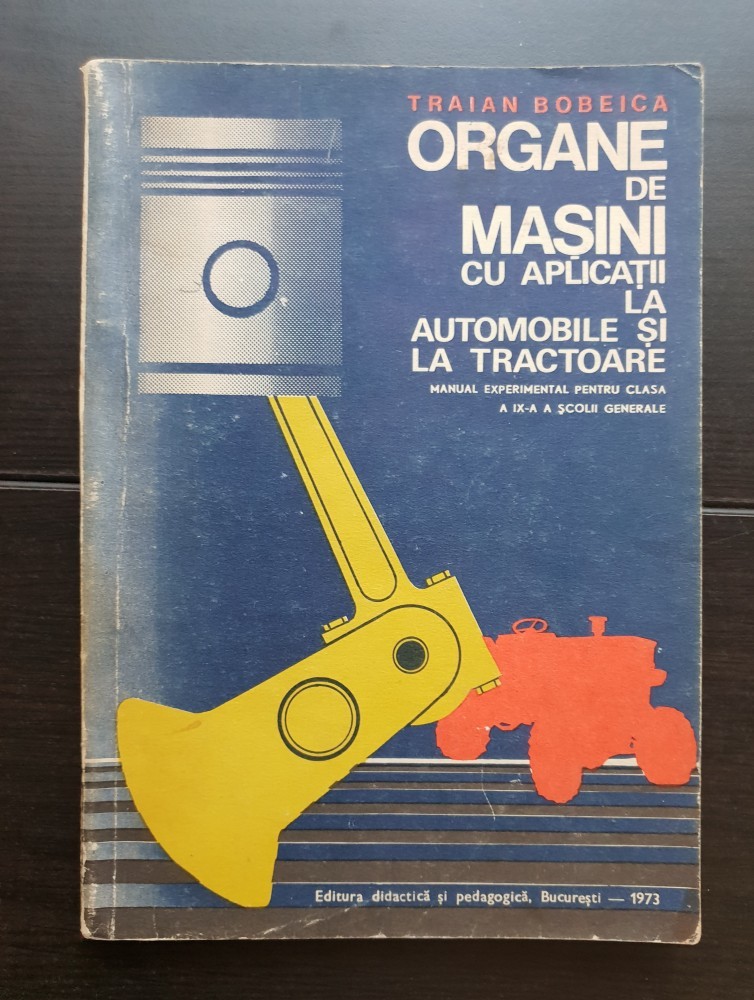 TRAIAN BOBEICA
ORGANE
DE
MAȘINI
CU APLICAȚII
LA
AUTOMOBILE ȘI
LA TRACTOARE
MANUAL EXPERIMENTAL PENTRU CLASA
A IX-A A ȘCOLII GENERALE
Editura didactică și pedagogică, București — 1973